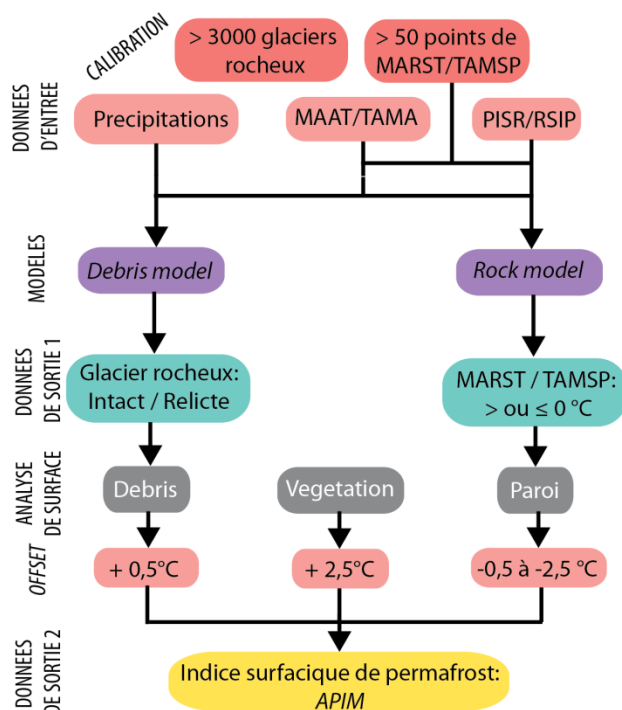 CALIBRATION
> 3000 glaciers
rocheux
> 50 points de
MARST/TAMSP
DONNEES
D'ENTREE
Precipitations
MAAT/TAMA
PISR/RSIP
MODELES
Debris model
Rock model
DONNEES
DE SORTIE 1
Glacier rocheux:
Intact / Relicte
MARST / TAMSP:
> ou ≤ 0 °C
ANALYSE
DE SURFACE
Debris
Vegetation
Paroi
OFFSET
+ 0,5°C
+ 2,5°C
-0,5 à -2,5 °C
DONNEES
DE SORTIE 2
Indice surfacique de permafrost:
APIM